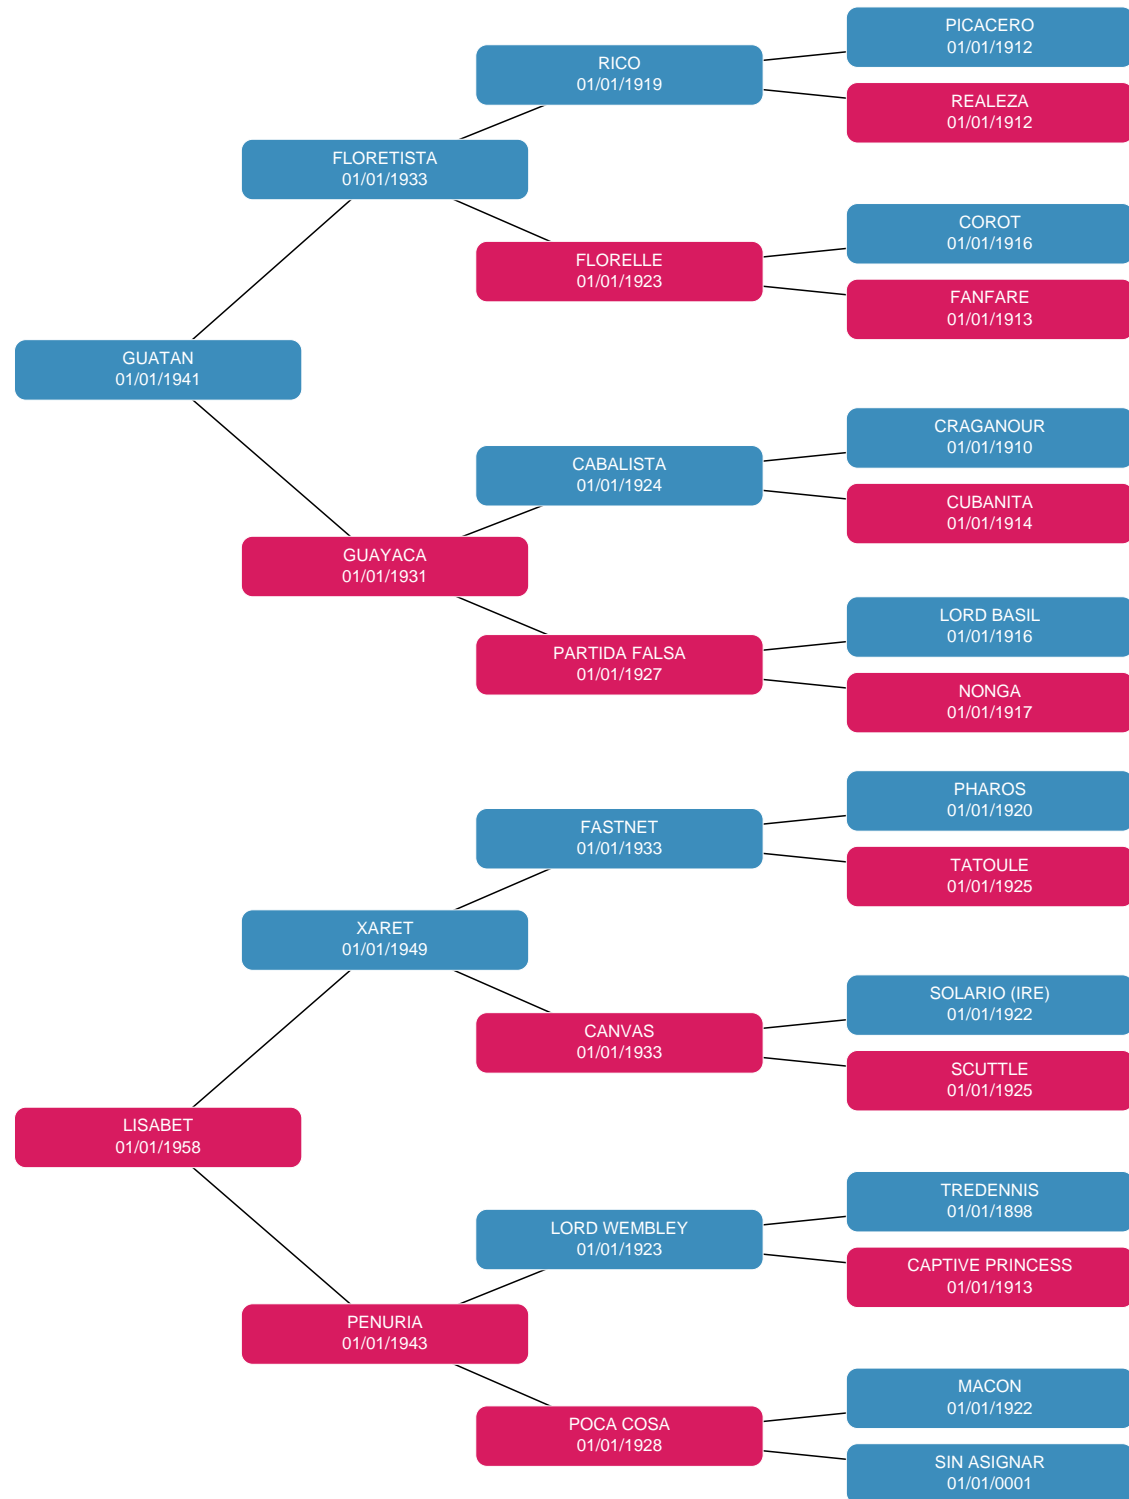 PICACERO
01/01/1912
RICO
01/01/1919
REALEZA
01/01/1912
FLORETISTA
01/01/1933
COROT
01/01/1916
FLORELLE
01/01/1923
FANFARE
01/01/1913
GUATAN
01/01/1941
CRAGANOUR
01/01/1910
CABALISTA
01/01/1924
CUBANITA
01/01/1914
GUAYACA
01/01/1931
LORD BASIL
01/01/1916
PARTIDA FALSA
01/01/1927
NONGA
01/01/1917
PHAROS
01/01/1920
FASTNET
01/01/1933
TATOULE
01/01/1925
XARET
01/01/1949
SOLARIO (IRE)
01/01/1922
CANVAS
01/01/1933
SCUTTLE
01/01/1925
LISABET
01/01/1958
TREDENNIS
01/01/1898
LORD WEMBLEY
01/01/1923
CAPTIVE PRINCESS
01/01/1913
PENURIA
01/01/1943
MACON
01/01/1922
POCA COSA
01/01/1928
SIN ASIGNAR
01/01/0001